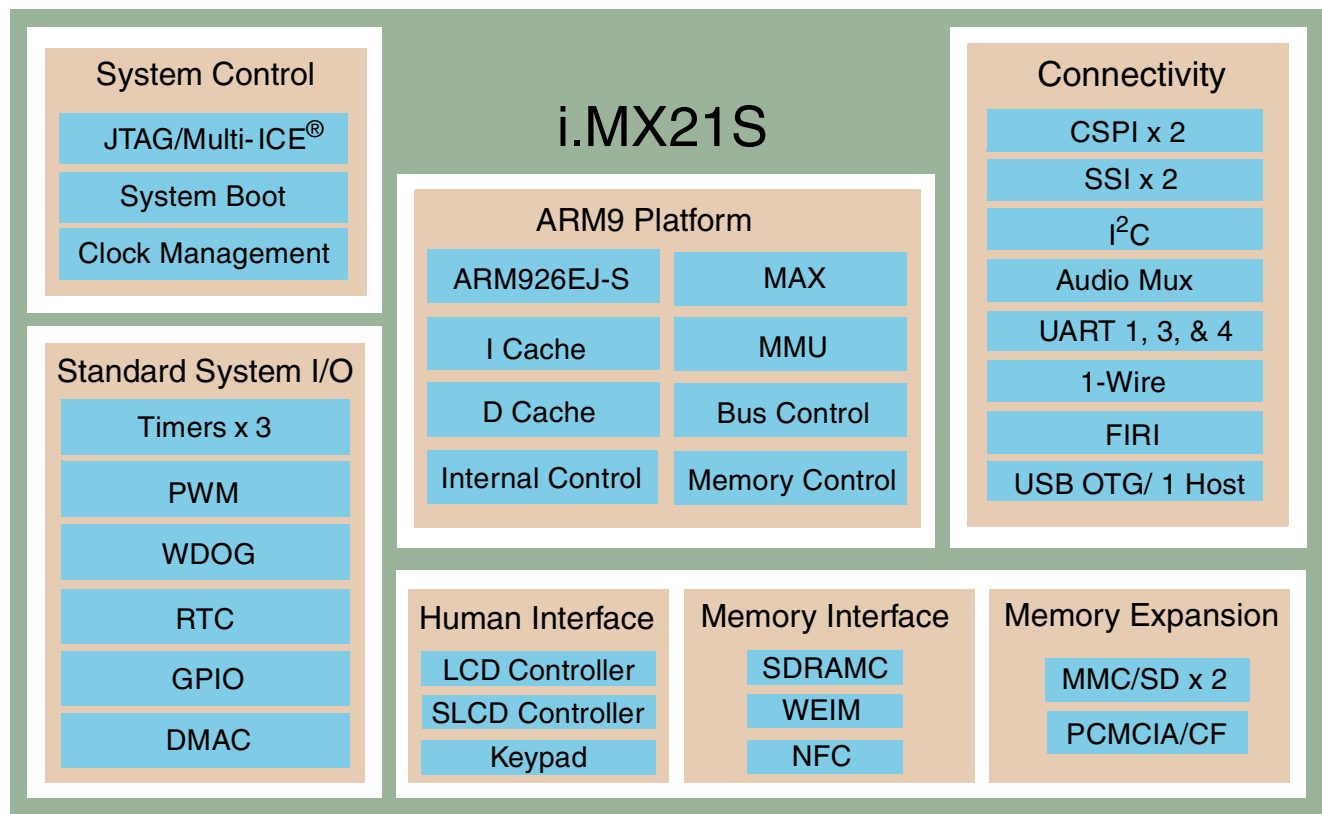 System Control
JTAG/Multi-ICE®
System Boot
Clock Management
Standard System I/O
Timers x 3
PWM
WDOG
RTC
GPIO
DMAC
i.MX21S
ARM9 Platform
ARM926EJ-S
MAX
I Cache
MMU
D Cache
Bus Control
Internal Control
Memory Control
Connectivity
CSPI x 2
SSI x 2
I²C
Audio Mux
UART 1, 3, & 4
1-Wire
FIRI
USB OTG/ 1 Host
Human Interface
LCD Controller
SLCD Controller
Keypad
Memory Interface
SDRAMC
WEIM
NFC
Memory Expansion
MMC/SD x 2
PCMCIA/CF